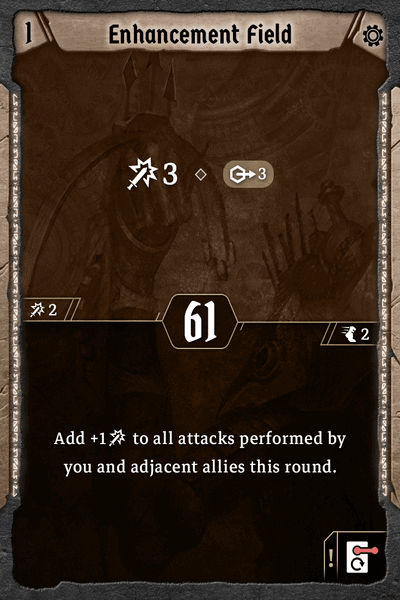 1 Enhancement Field
3 ◇ 3
2
61
2
Add +1 to all attacks performed by
you and adjacent allies this round.
!